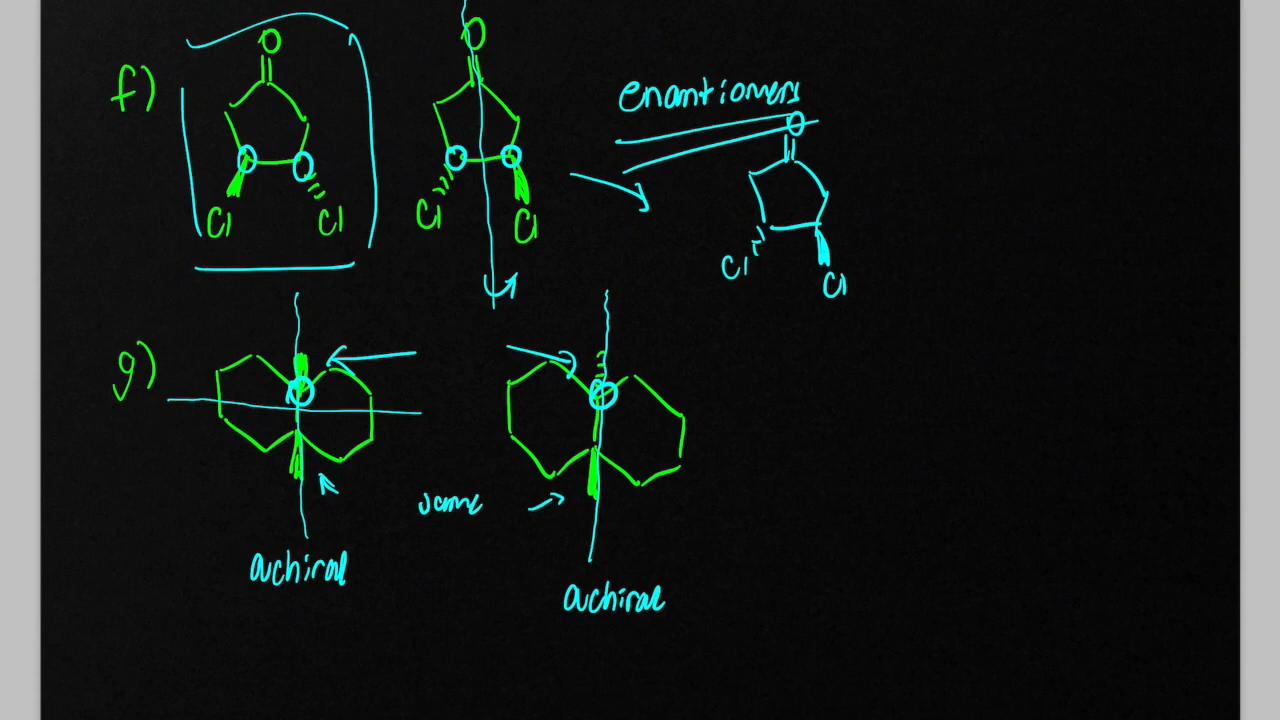 f)
O
Cl
Cl
O
Cl
Cl
enantiomers
O
Cl
Cl
g)
same
achiral
achiral